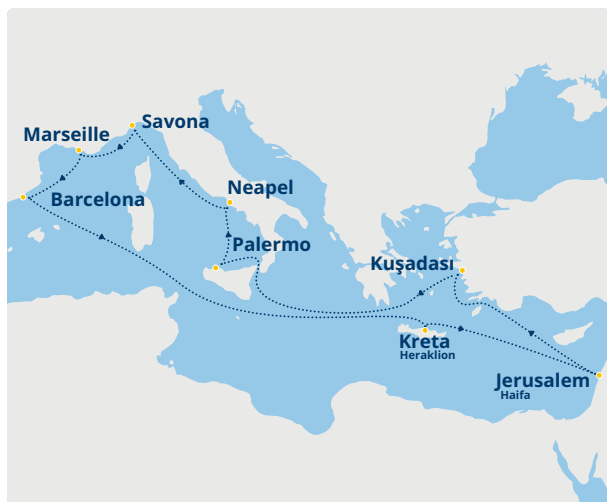 Savona
Marseille
Barcelona
Neapel
Palermo
Kuşadası
Kreta
Heraklion
Jerusalem
Haifa